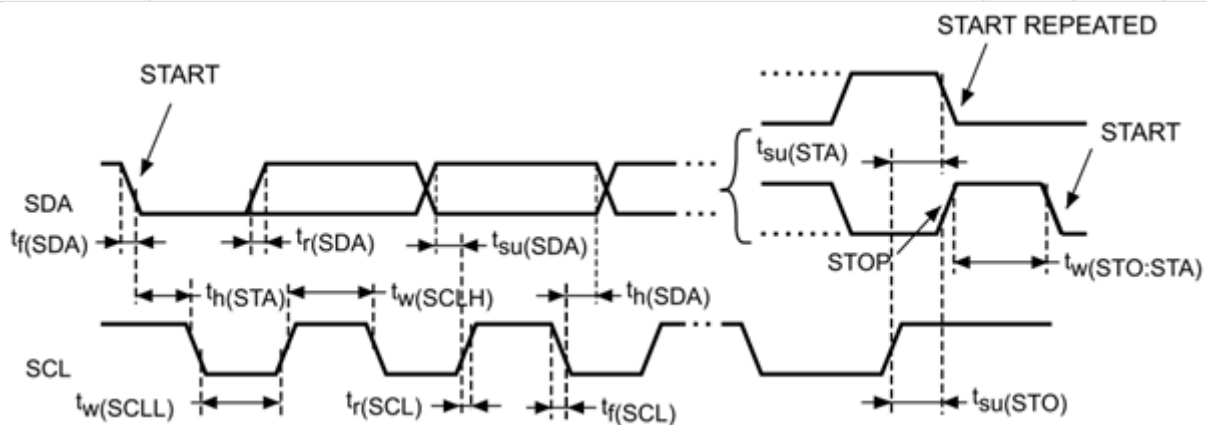 START REPEATED
START
START
tsu(STA)
SDA
tf(SDA)
tr(SDA)
tsu(SDA)
STOP
tw(STO:STA)
th(STA)
tw(SCLH)
th(SDA)
SCL
tw(SCLL)
tr(SCL)
tf(SCL)
tsu(STO)